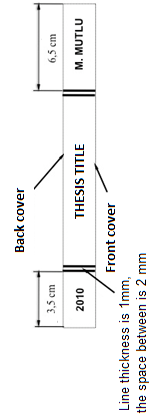 6,5 cm
M. MUTLU
Back cover
THESIS TITLE
Front cover
3,5 cm
2010
Line thickness is 1mm,
the space between is 2 mm